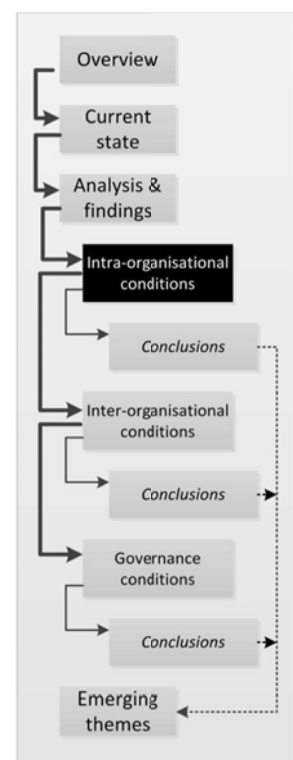 Overview
Current
state
Analysis &
findings
Intra-organisational
conditions
Conclusions
Inter-organisational
conditions
Conclusions
Governance
conditions
Conclusions
Emerging
themes